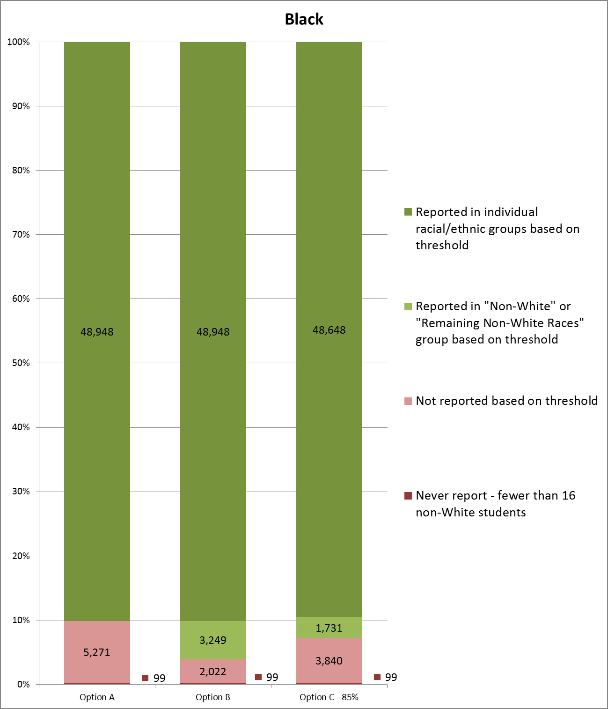 Black
100%
90%
80%
70%
60%
50%
40%
30%
20%
10%
0%
48,948
48,948
48,648
5,271
3,249
2,022
1,731
3,840
99
99
99
Option A
Option B
Option C 85%
Reported in individual
racial/ethnic groups based on
threshold
Reported in "Non-White" or
"Remaining Non-White Races"
group based on threshold
Not reported based on threshold
Never report - fewer than 16
non-White students